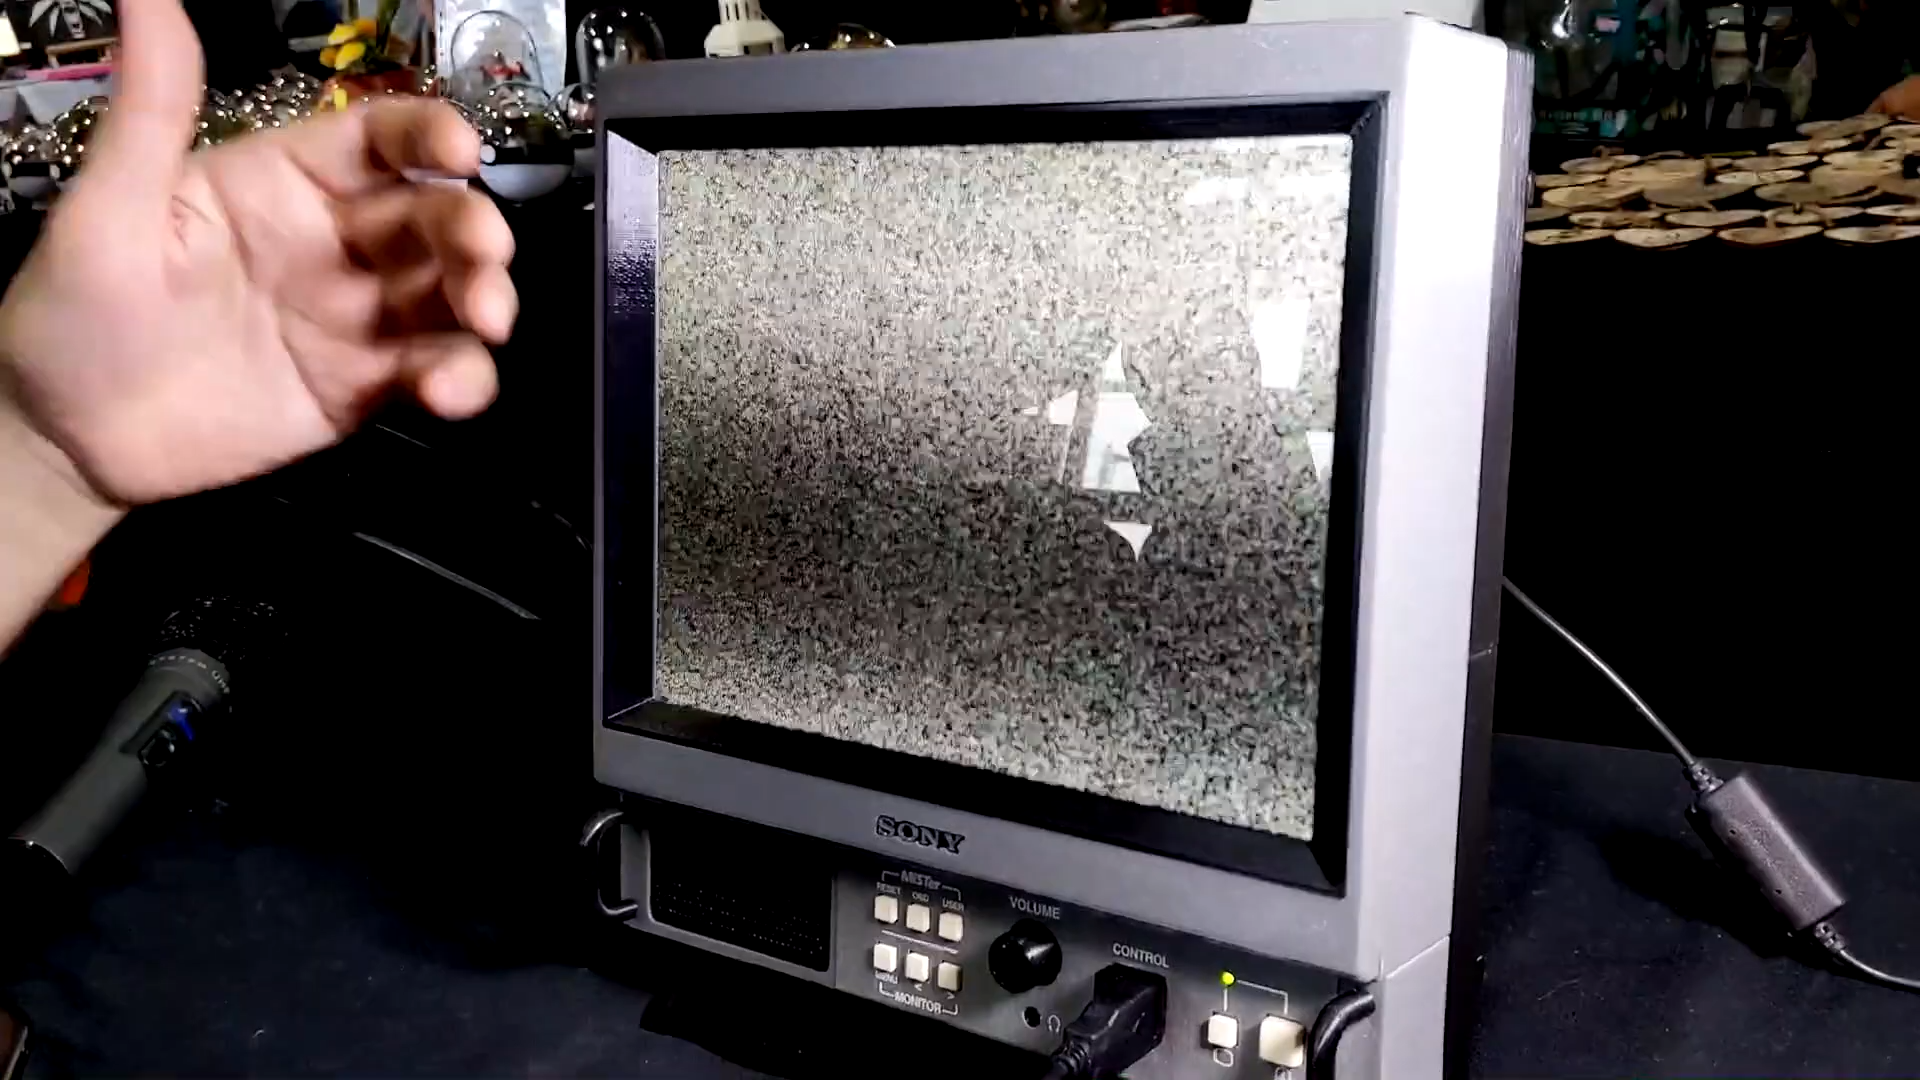 SONY
MiSTer
RESET OSD USER
VOLUME
CONTROL
MENU < >
MONITOR